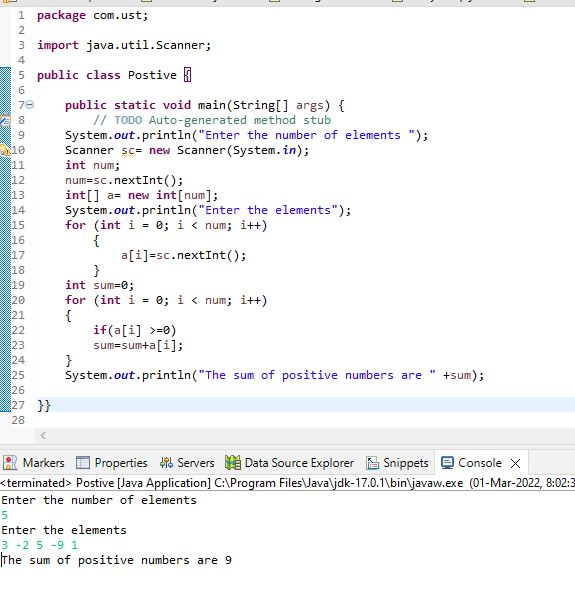 1 package com.ust;
2
3 import java.util.Scanner;
4
5 public class Postive {
6
7 public static void main(String[] args) {
8 // TODO Auto-generated method stub
9 System.out.println("Enter the number of elements ");
10 Scanner sc= new Scanner(System.in);
11 int num;
12 num=sc.nextInt();
13 int[] a= new int[num];
14 System.out.println("Enter the elements");
15 for (int i = 0; i < num; i++)
16 {
17 a[i]=sc.nextInt();
18 }
19 int sum=0;
20 for (int i = 0; i < num; i++)
21 {
22 if(a[i] >=0)
23 sum=sum+a[i];
24 }
25 System.out.println("The sum of positive numbers are " +sum);
26
27 }}
28
Markers Properties Servers Data Source Explorer Snippets Console
<terminated> Postive [Java Application] C:\Program Files\Java\jdk-17.0.1\bin\javaw.exe (01-Mar-2022, 8:02:3
Enter the number of elements
5
Enter the elements
3 -2 5 -9 1
The sum of positive numbers are 9